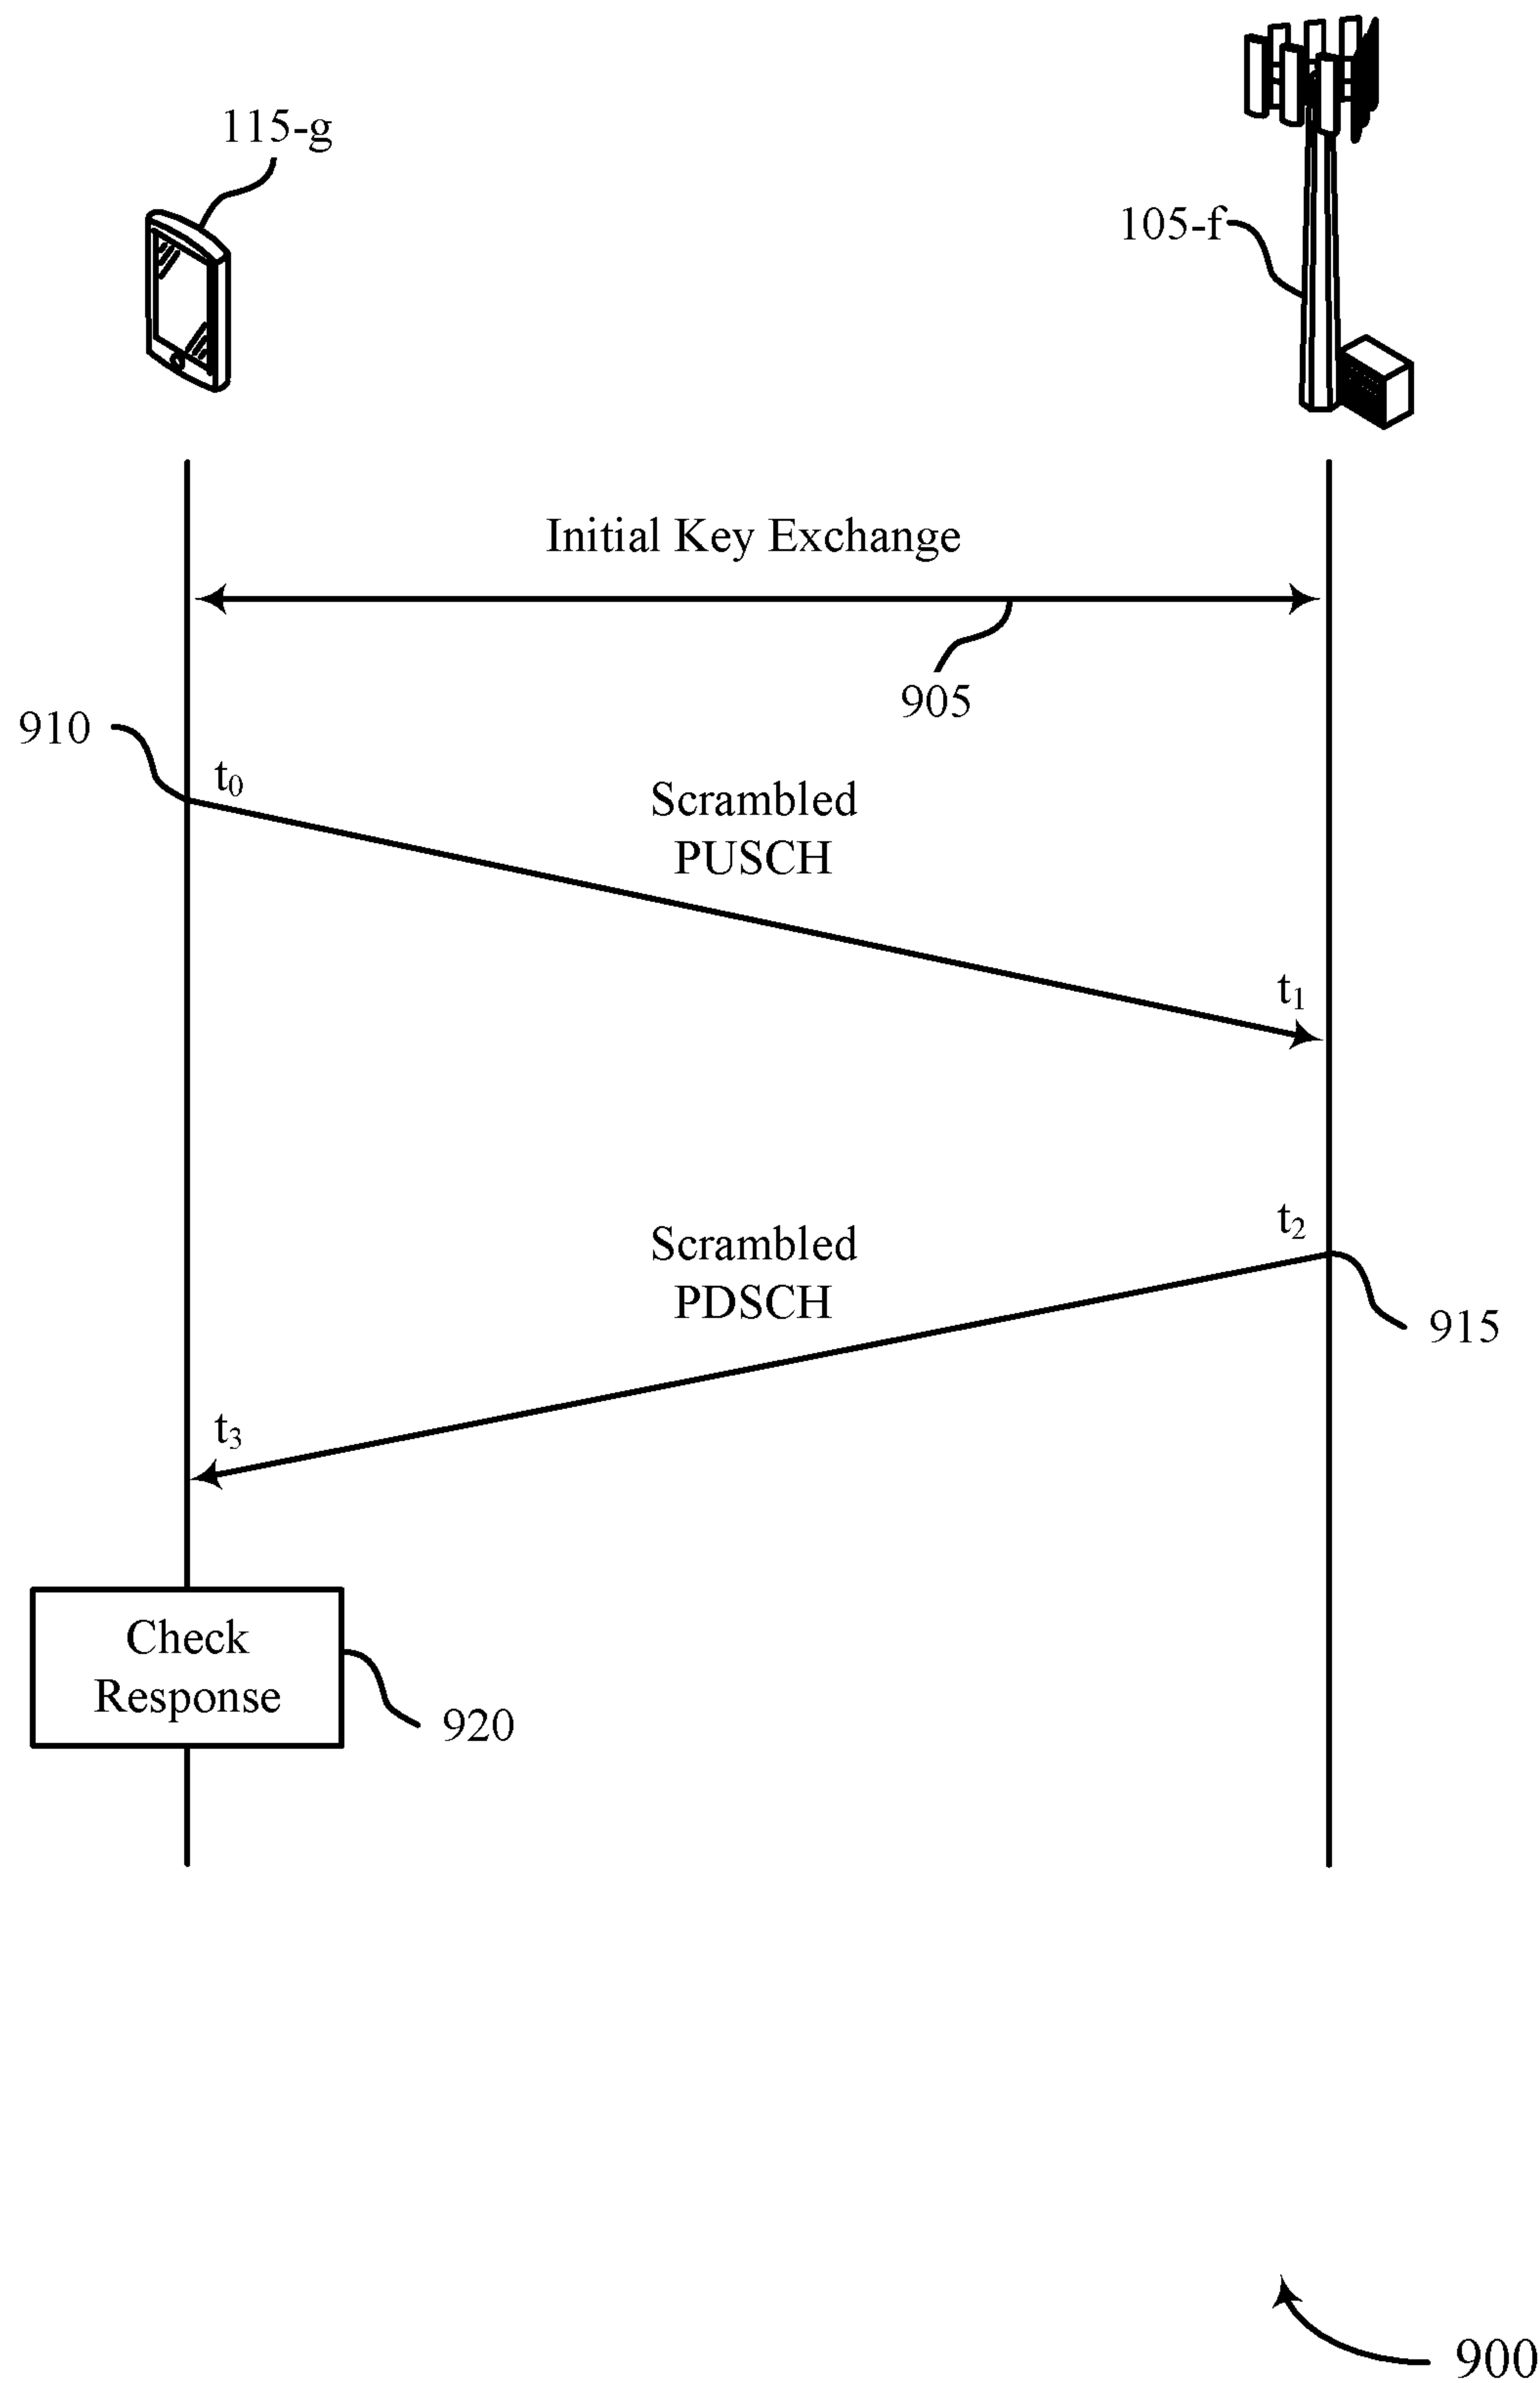 115-g
105-f
Initial Key Exchange
905
910
t0
Scrambled
PUSCH
t1
t2
Scrambled
PDSCH
915
t3
Check
Response
920
900